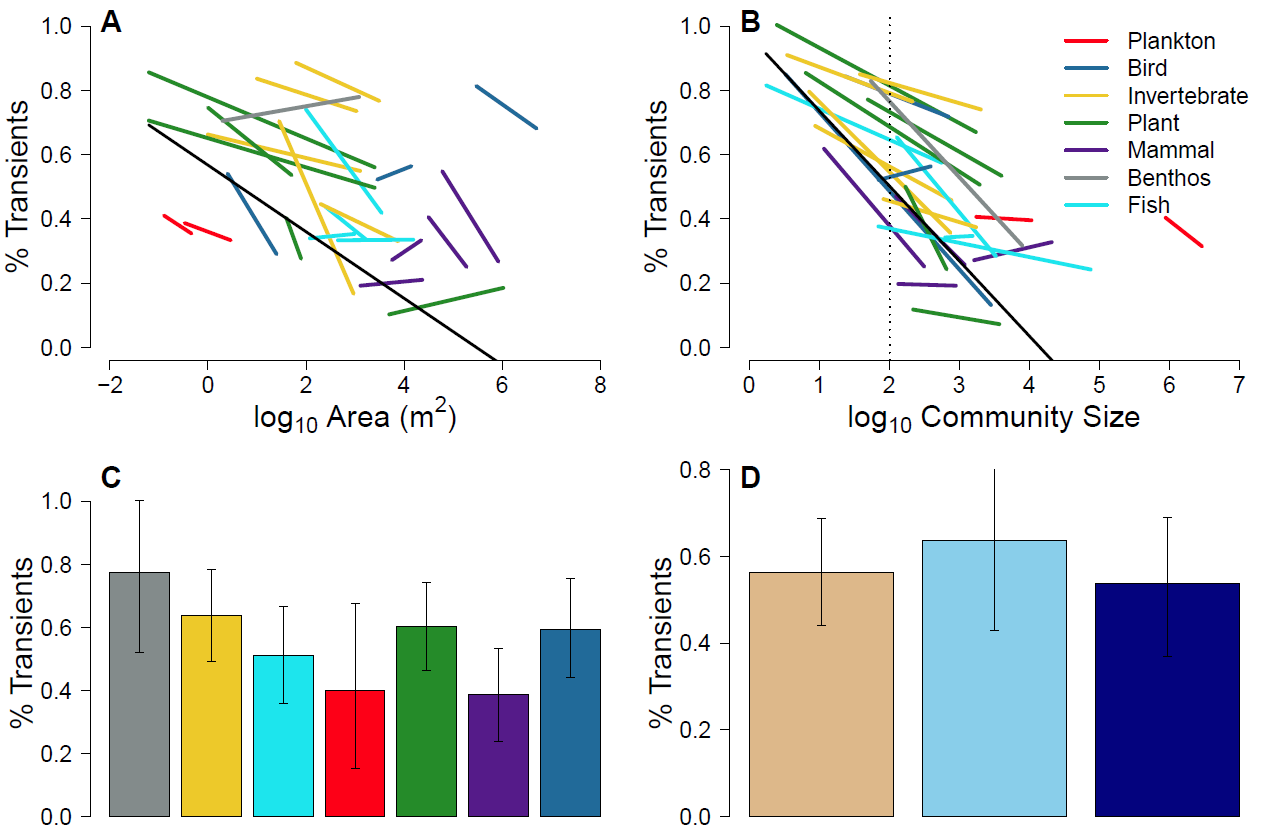 A
% Transients
1.0
0.8
0.6
0.4
0.2
0.0
−2 0 2 4 6 8
log10 Area (m2)
B
% Transients
1.0
0.8
0.6
0.4
0.2
0.0
0 1 2 3 4 5 6 7
log10 Community Size
Plankton
Bird
Invertebrate
Plant
Mammal
Benthos
Fish
C
% Transients
1.0
0.8
0.6
0.4
0.2
0.0
D
% Transients
0.8
0.6
0.4
0.2
0.0